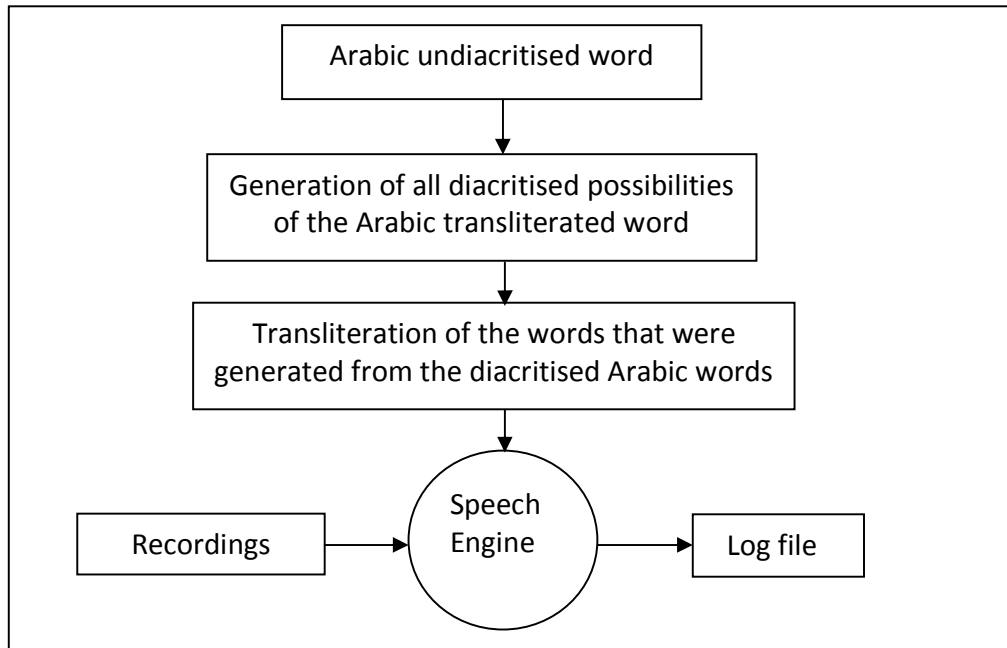 Arabic undiacritised word
Generation of all diacritised possibilities
of the Arabic transliterated word
Transliteration of the words that were
generated from the diacritised Arabic words
Speech
Engine
Recordings
Log file